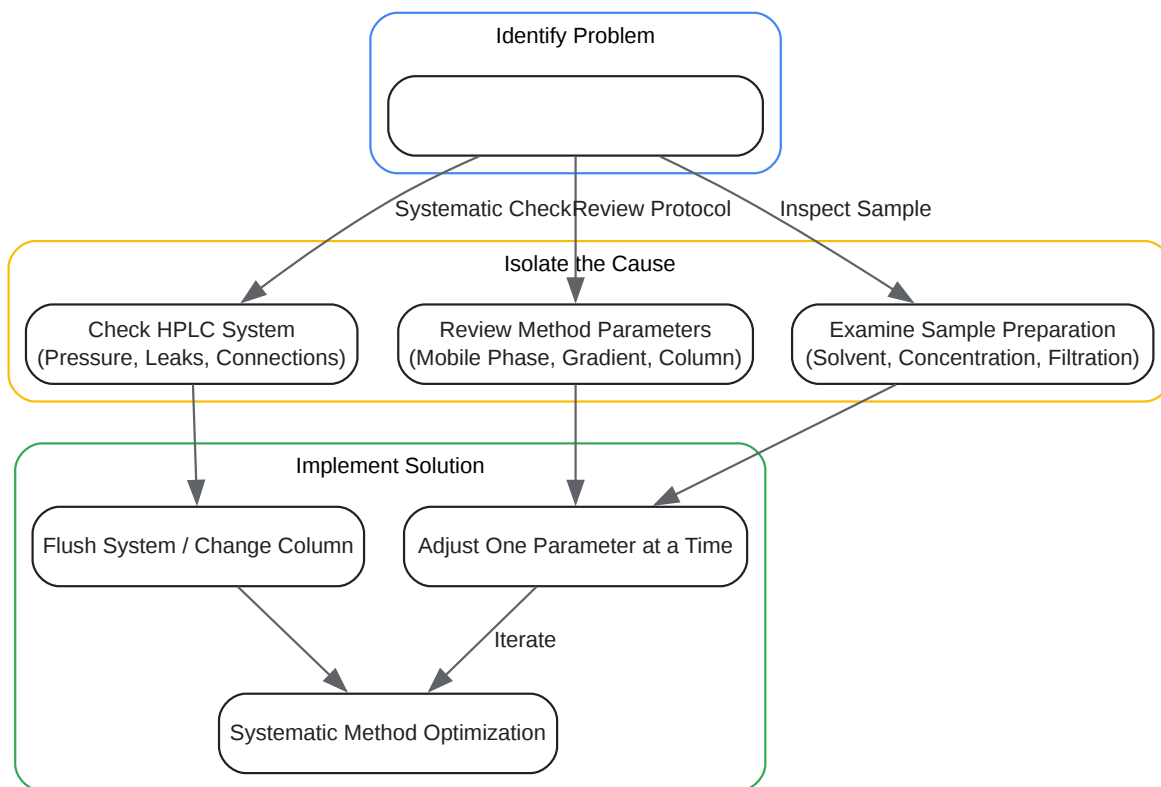 Identify Problem
Systematic Check
Review Protocol
Inspect Sample
Isolate the Cause
Check HPLC System
(Pressure, Leaks, Connections)
Review Method Parameters
(Mobile Phase, Gradient, Column)
Examine Sample Preparation
(Solvent, Concentration, Filtration)
Implement Solution
Flush System / Change Column
Adjust One Parameter at a Time
Iterate
Systematic Method Optimization